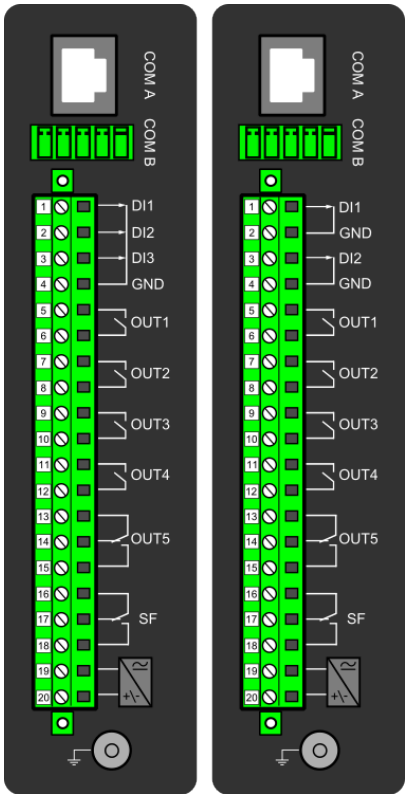 COM A
COM B
1 DI1
2 DI2
3 DI3
4 GND
5
OUT1
6
7
OUT2
8
9
OUT3
10
11
OUT4
12
13
14 OUT5
15
16
17 SF
18
19 ~
20 +/-
COM A
COM B
1 DI1
2 GND
3 DI2
4 GND
5
OUT1
6
7
OUT2
8
9
OUT3
10
11
OUT4
12
13
14 OUT5
15
16
17 SF
18
19 ~
20 +/-